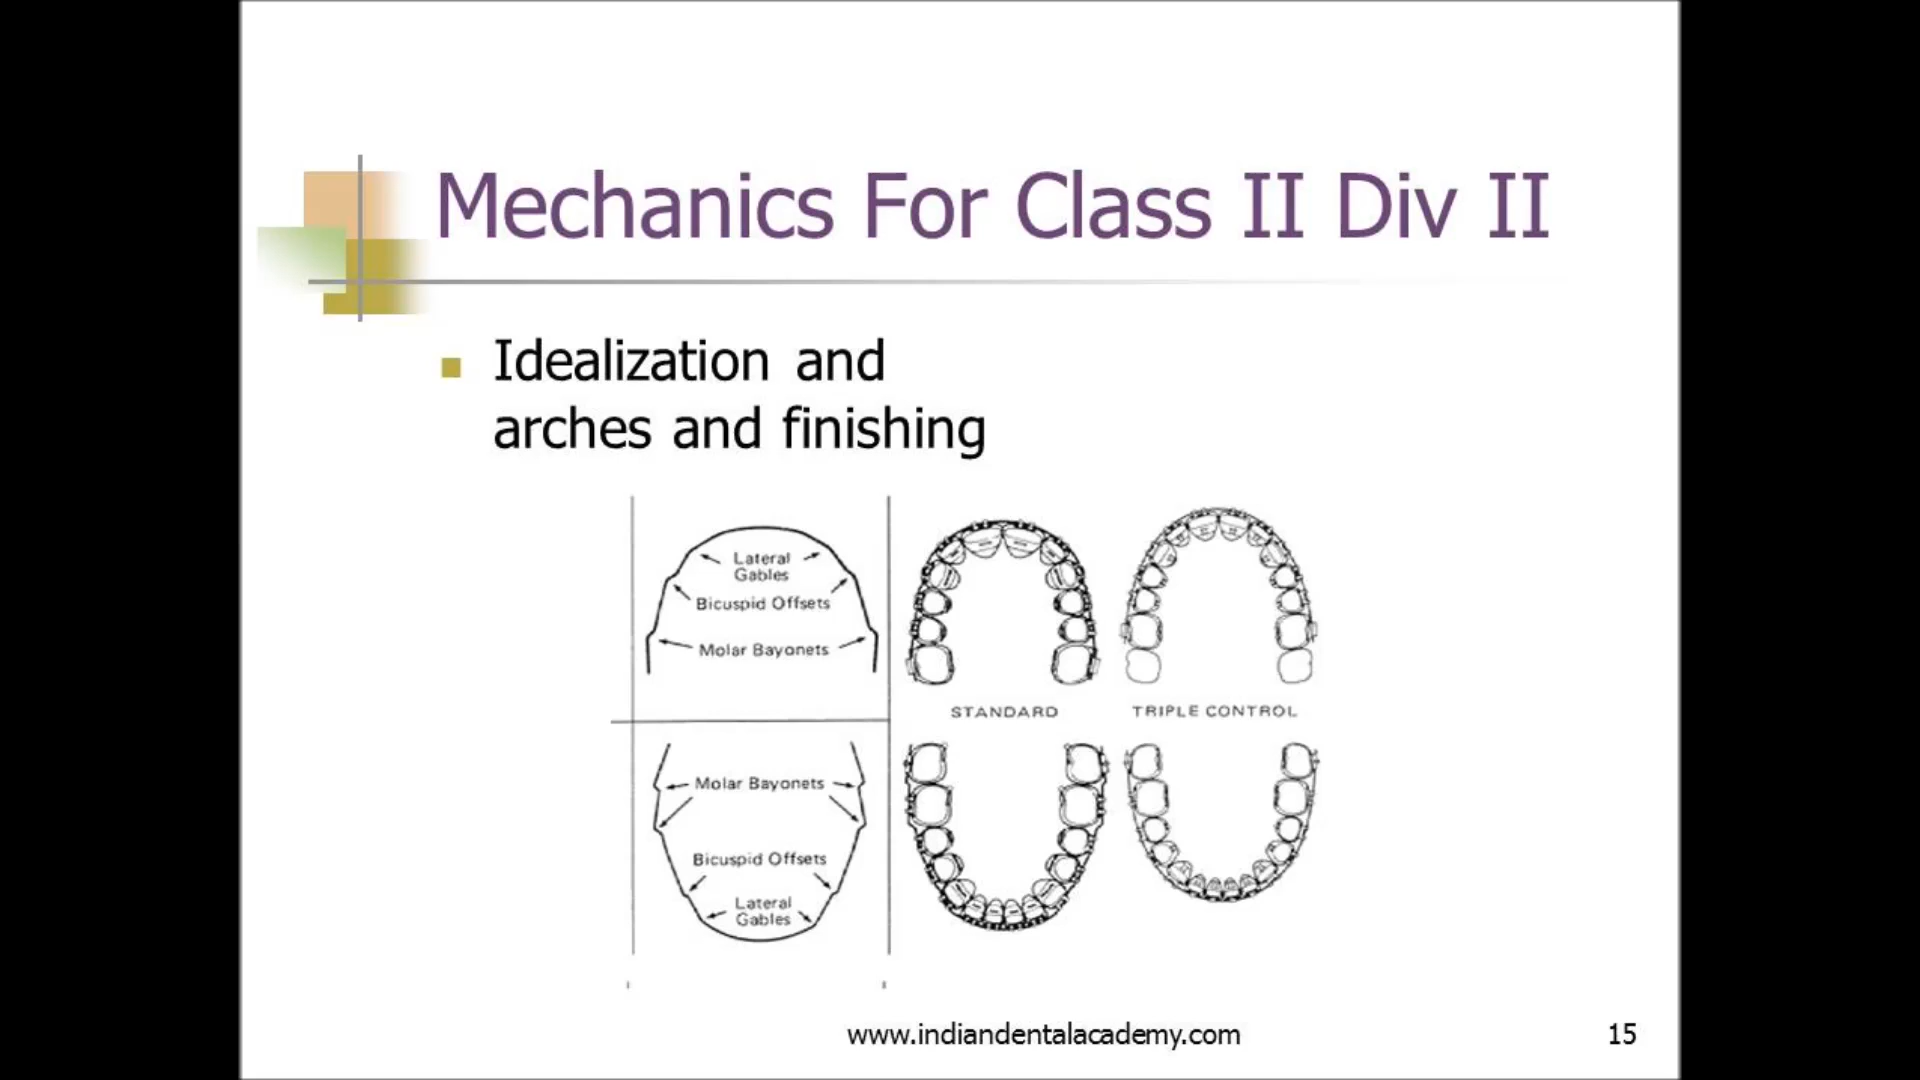 Mechanics For Class II Div II
Idealization and
arches and finishing
Lateral
Gables
Bicuspid Offsets
Molar Bayonets
STANDARD
TRIPLE CONTROL
Molar Bayonets
Bicuspid Offsets
Lateral
Gables
www.indiandentalacademy.com
15